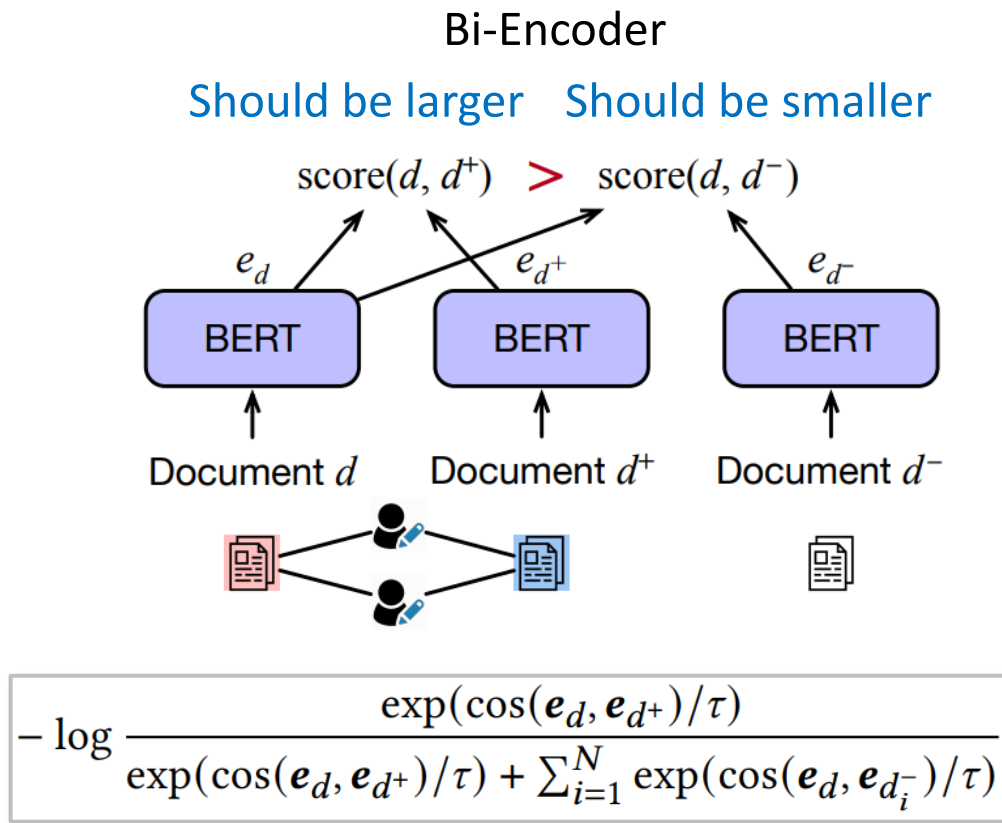 Bi-Encoder
Should be larger Should be smaller
score(d, d⁺) > score(d, d⁻)
e_d e_{d⁺} e_{d⁻}
BERT BERT BERT
Document d Document d⁺ Document d⁻
− log \frac{exp(cos(e_d, e_{d⁺})/τ)}{exp(cos(e_d, e_{d⁺})/τ) + ∑_{i=1}^{N} exp(cos(e_d, e_{d_i^-})/τ)}